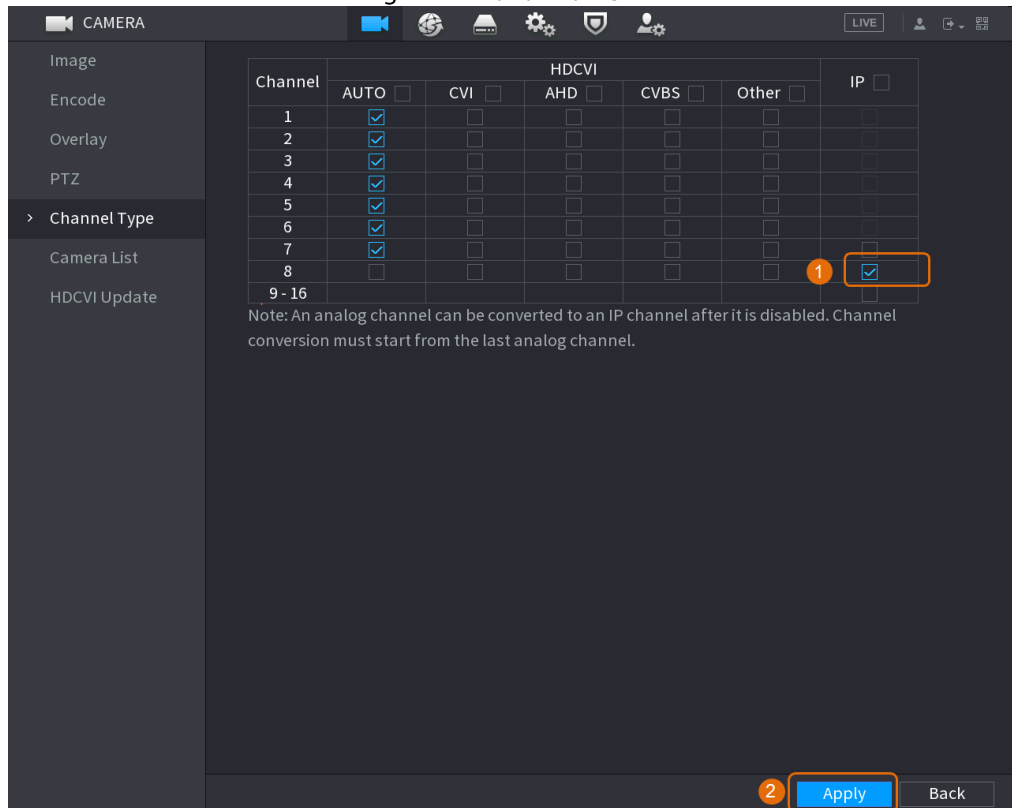 CAMERA
LIVE
Image
Encode
Overlay
PTZ
> Channel Type
Camera List
HDCVI Update
Channel HDCVI IP
AUTO CVI AHD CVBS Other
1
2
3
4
5
6
7
8 1
9 - 16
Note: An analog channel can be converted to an IP channel after it is disabled. Channel
conversion must start from the last analog channel.
2 Apply Back